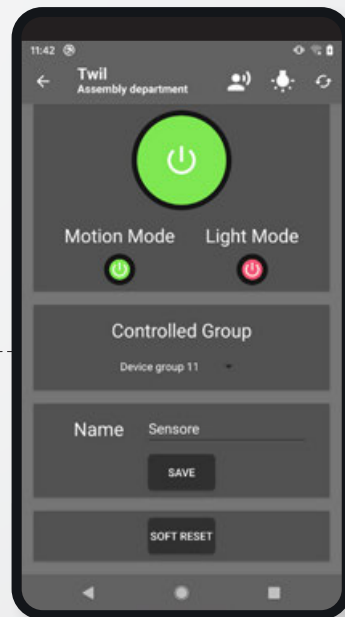 11:42
Twil
Assembly department
Motion Mode Light Mode
Controlled Group
Device group 11
Name Sensore
SAVE
SOFT RESET